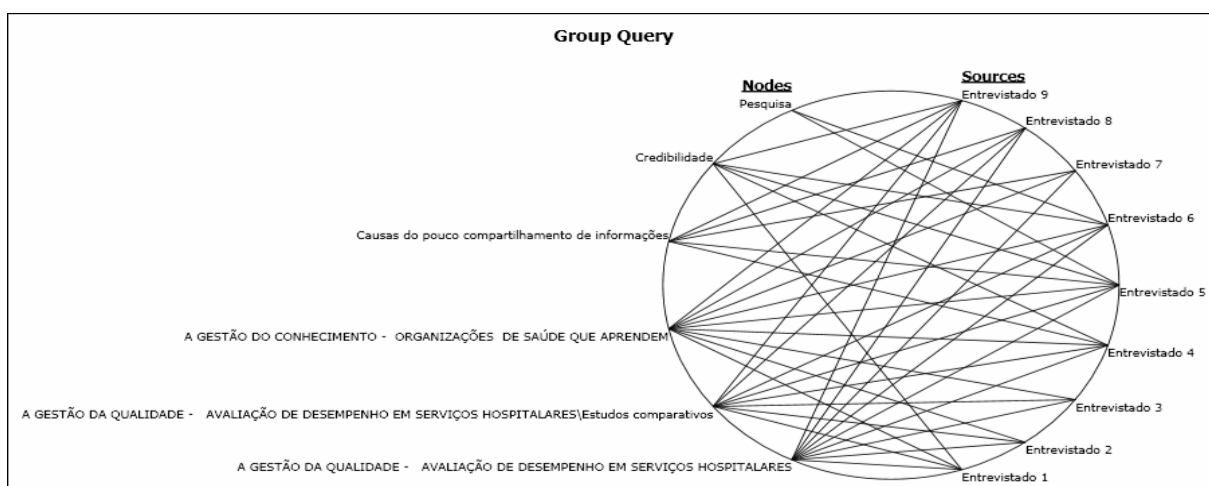 Group Query
Nodes
Sources
Pesquisa
Entrevistado 9
Entrevistado 8
Credibilidade
Entrevistado 7
Entrevistado 6
Causas do pouco compartilhamento de informações
Entrevistado 5
A GESTÃO DO CONHECIMENTO - ORGANIZAÇÕES DE SAÚDE QUE APRENDEM
Entrevistado 4
A GESTÃO DA QUALIDADE - AVALIAÇÃO DE DESEMPENHO EM SERVIÇOS HOSPITALARES\Estudos comparativos
Entrevistado 3
Entrevistado 2
A GESTÃO DA QUALIDADE - AVALIAÇÃO DE DESEMPENHO EM SERVIÇOS HOSPITALARES
Entrevistado 1